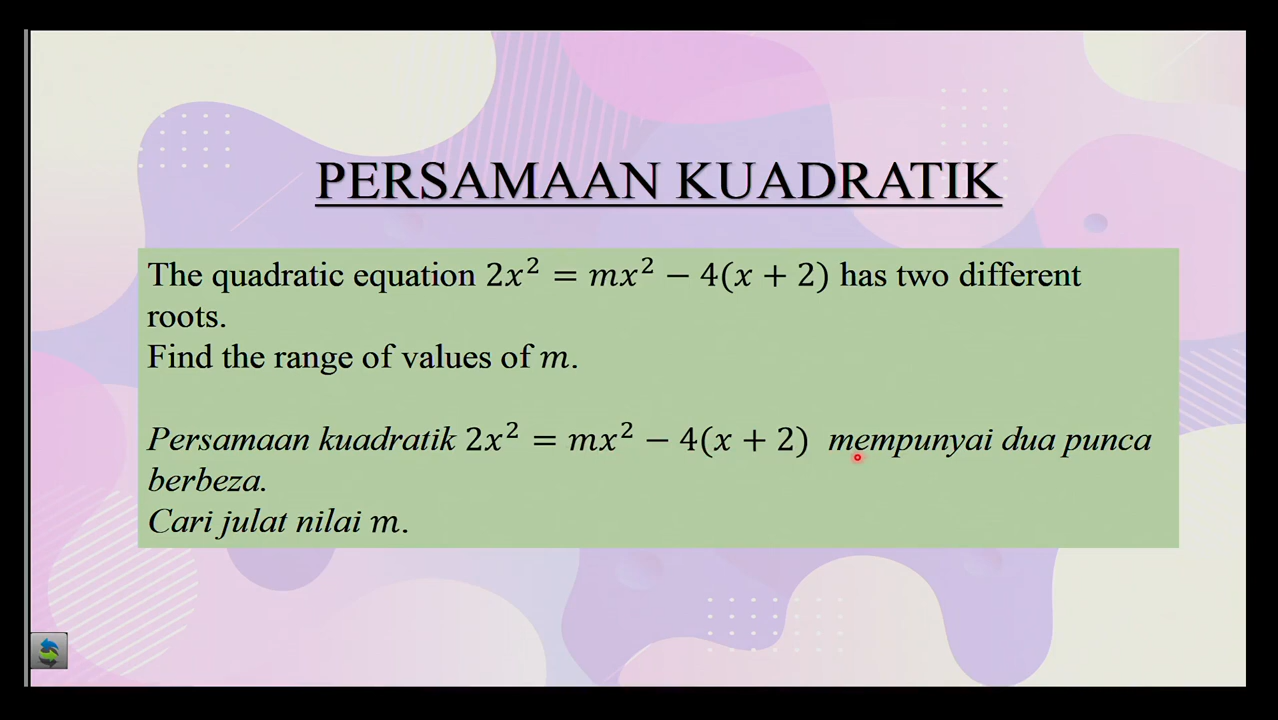 PERSAMAAN KUADRATIK
The quadratic equation 2𝑥² = 𝑚𝑥² − 4(𝑥 + 2) has two different
roots.
Find the range of values of 𝑚.
Persamaan kuadratik 2𝑥² = 𝑚𝑥² − 4(𝑥 + 2) mempunyai dua punca
berbeza.
Cari julat nilai 𝑚.